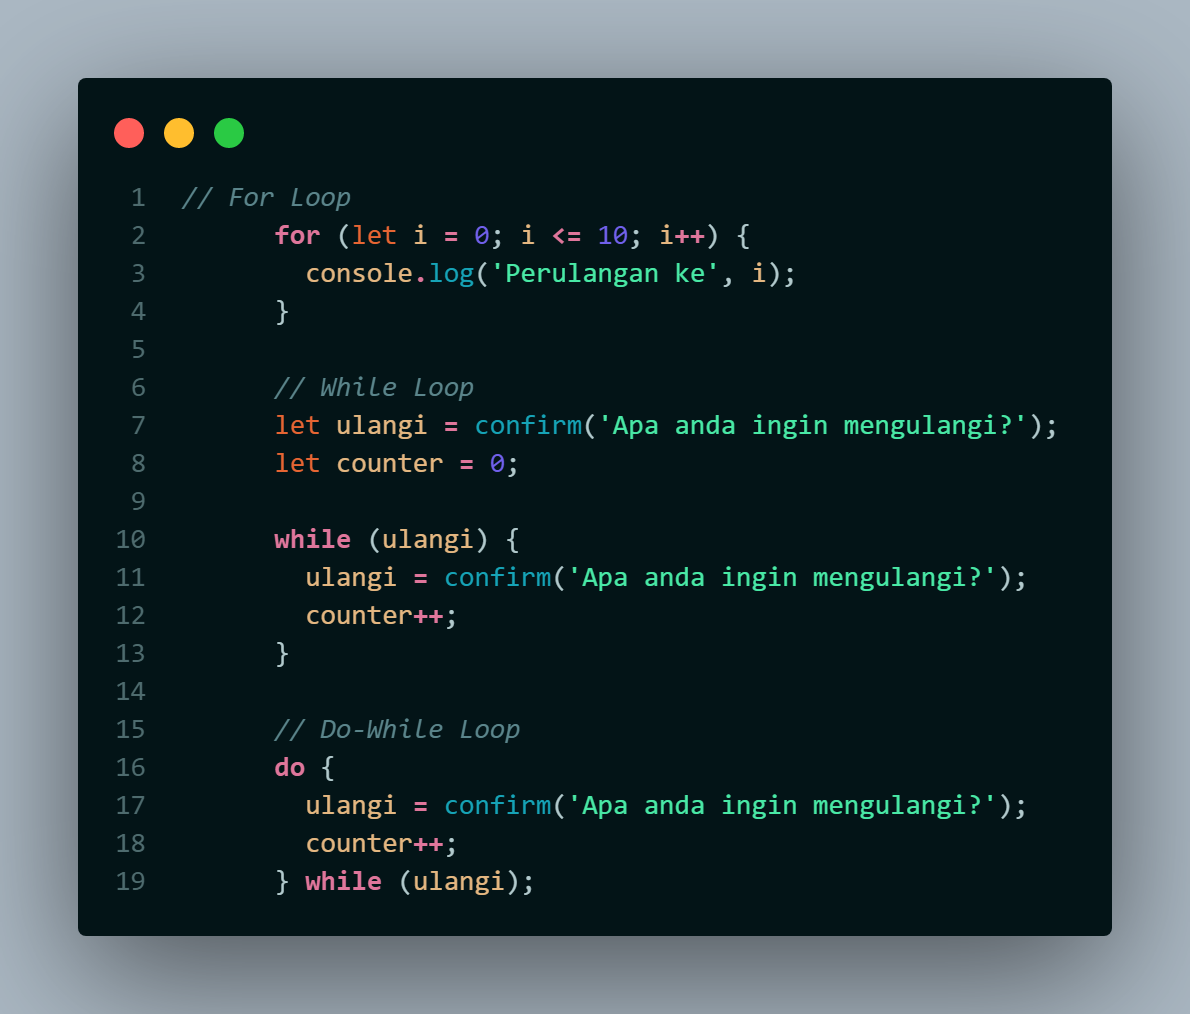 1 // For Loop
2 for (let i = 0; i <= 10; i++) {
3 console.log('Perulangan ke', i);
4 }
5
6 // While Loop
7 let ulangi = confirm('Apa anda ingin mengulangi?');
8 let counter = 0;
9
10 while (ulangi) {
11 ulangi = confirm('Apa anda ingin mengulangi?');
12 counter++;
13 }
14
15 // Do-While Loop
16 do {
17 ulangi = confirm('Apa anda ingin mengulangi?');
18 counter++;
19 } while (ulangi);